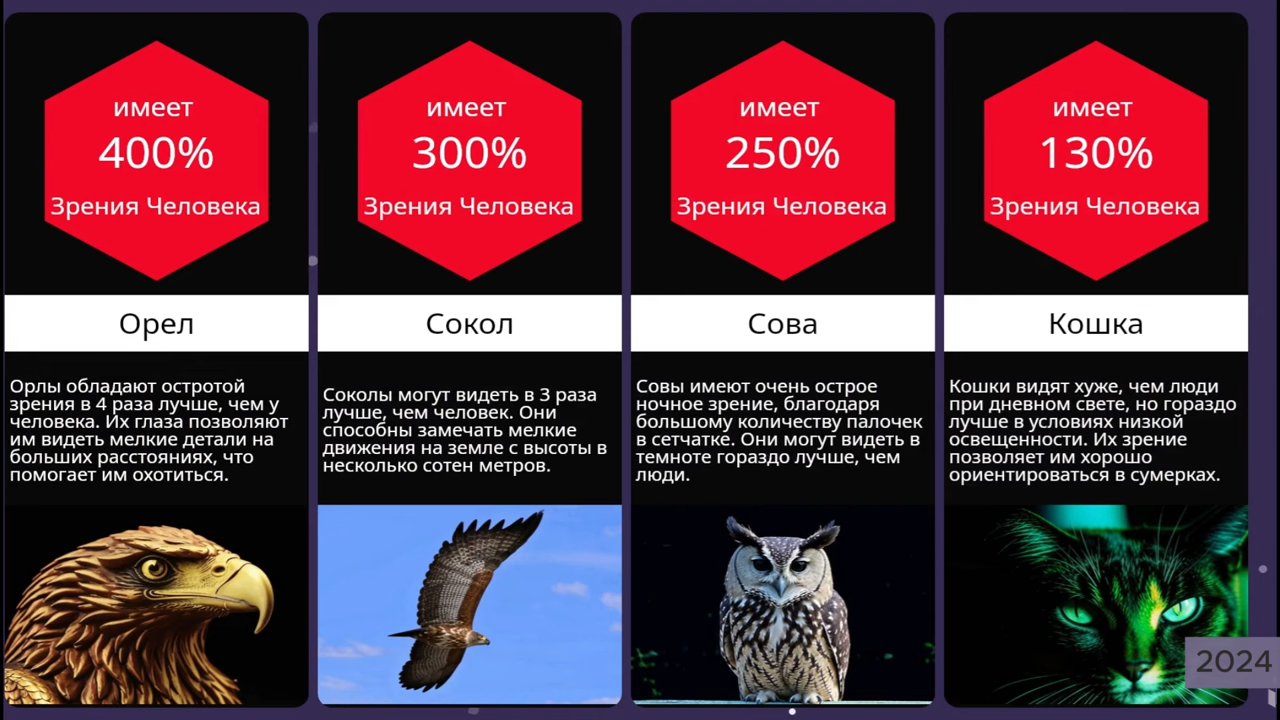 имеет
400%
Зрения Человека
Орел
Орлы обладают остротой
зрения в 4 раза лучше, чем у
человека. Их глаза позволяют
им видеть мелкие детали на
больших расстояниях, что
помогает им охотиться.
имеет
300%
Зрения Человека
Сокол
Соколы могут видеть в 3 раза
лучше, чем человек. Они
способны замечать мелкие
движения на земле с высоты в
несколько сотен метров.
имеет
250%
Зрения Человека
Сова
Совы имеют очень острое
ночное зрение, благодаря
большому количеству палочек
в сетчатке. Они могут видеть в
темноте гораздо лучше, чем
люди.
имеет
130%
Зрения Человека
Кошка
Кошки видят хуже, чем люди
при дневном свете, но гораздо
лучше в условиях низкой
освещенности. Их зрение
позволяет им хорошо
ориентироваться в сумерках.
2024